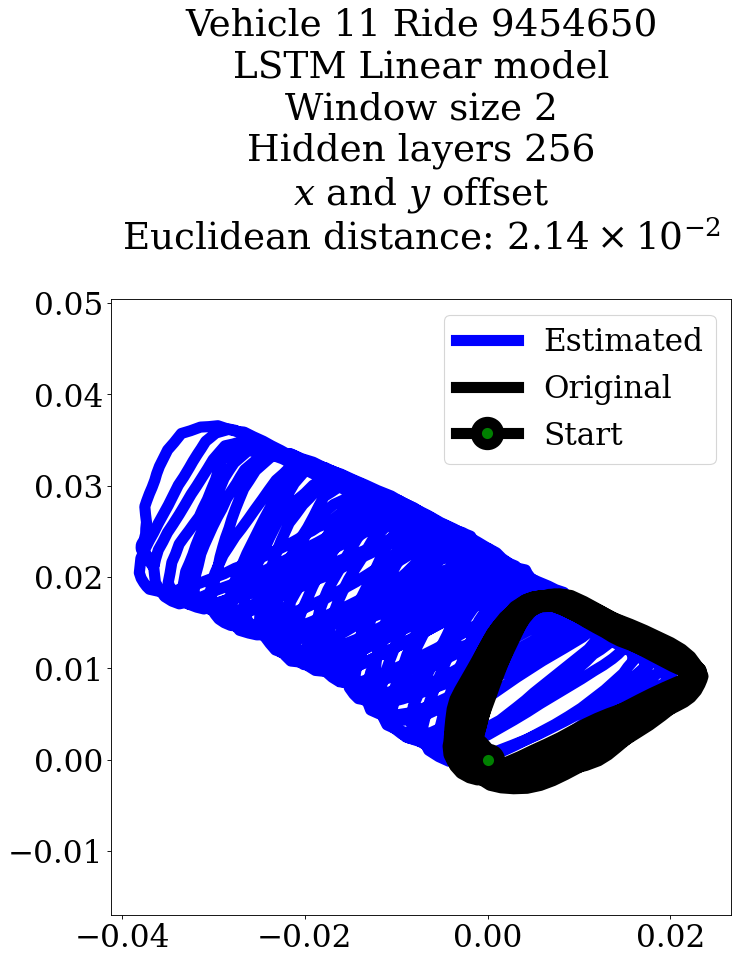 Vehicle 11 Ride 9454650
LSTM Linear model
Window size 2
Hidden layers 256
x and y offset
Euclidean distance: 2.14 × 10⁻²
0.05
0.04
0.03
0.02
0.01
0.00
−0.01
Estimated
Original
Start
−0.04 −0.02 0.00 0.02